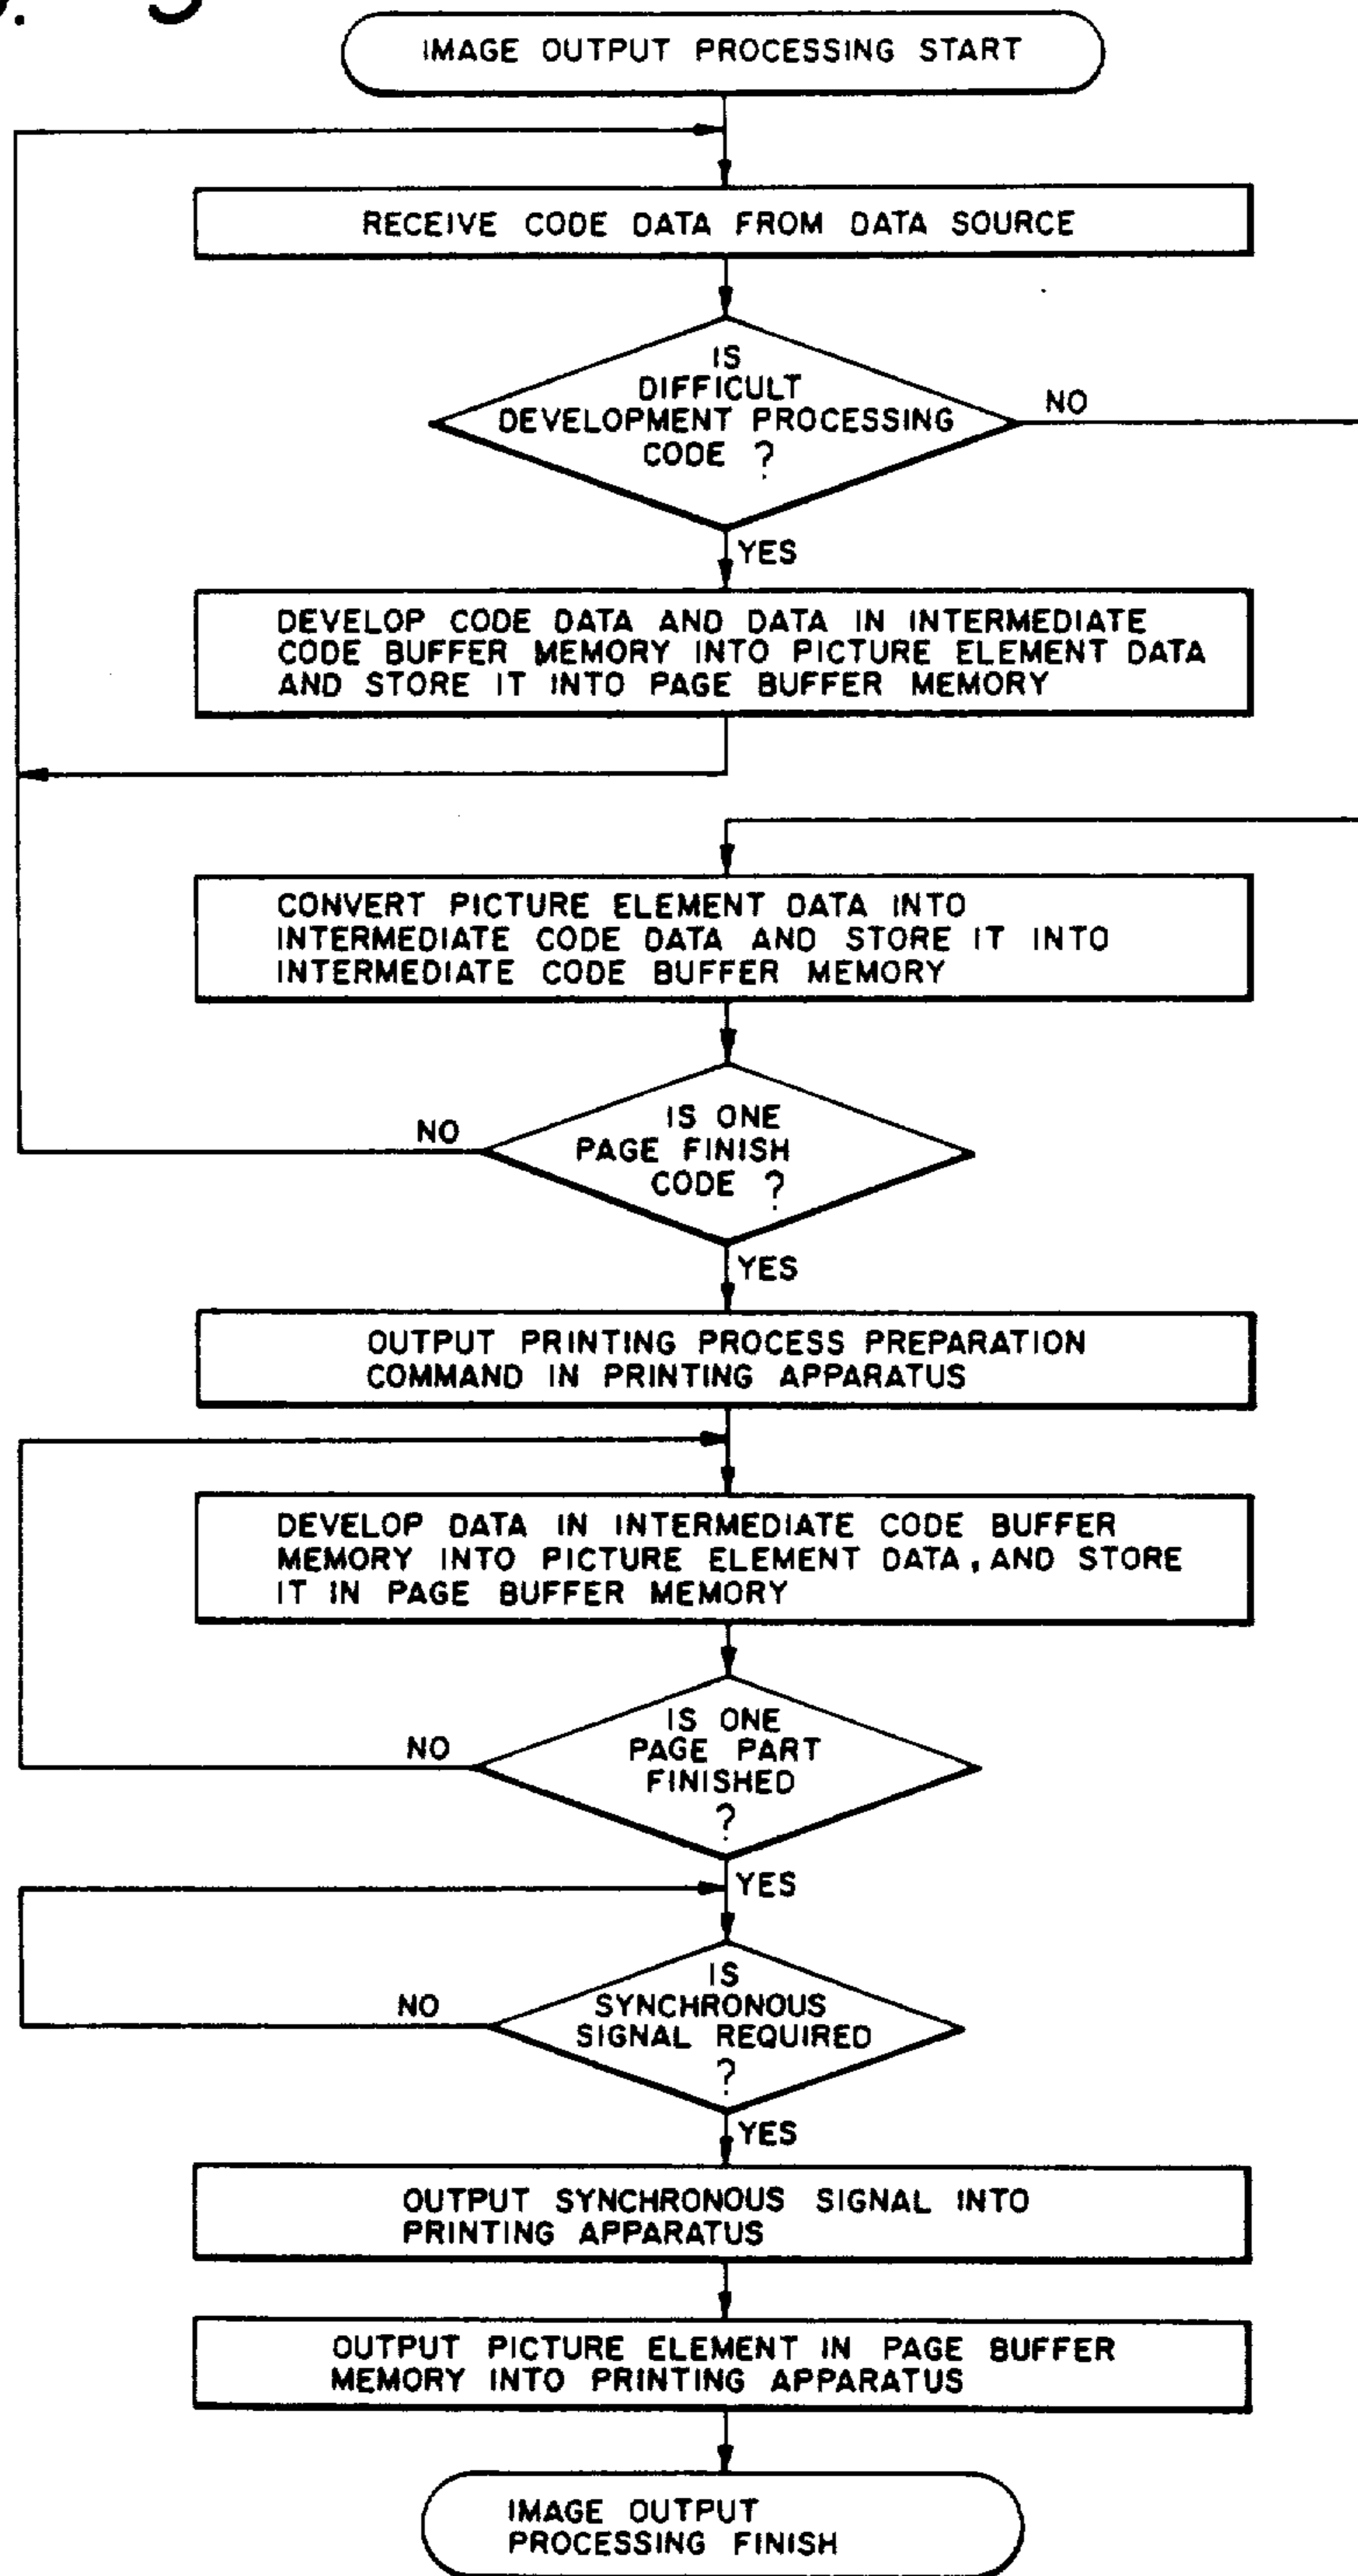 IMAGE OUTPUT PROCESSING START
RECEIVE CODE DATA FROM DATA SOURCE
IS
DIFFICULT
DEVELOPMENT PROCESSING
CODE ?
NO
YES
DEVELOP CODE DATA AND DATA IN INTERMEDIATE
CODE BUFFER MEMORY INTO PICTURE ELEMENT DATA
AND STORE IT INTO PAGE BUFFER MEMORY
CONVERT PICTURE ELEMENT DATA INTO
INTERMEDIATE CODE DATA AND STORE IT INTO
INTERMEDIATE CODE BUFFER MEMORY
IS ONE
PAGE FINISH
CODE ?
NO
YES
OUTPUT PRINTING PROCESS PREPARATION
COMMAND IN PRINTING APPARATUS
DEVELOP DATA IN INTERMEDIATE CODE BUFFER
MEMORY INTO PICTURE ELEMENT DATA, AND STORE
IT IN PAGE BUFFER MEMORY
IS ONE
PAGE PART
FINISHED
?
NO
YES
IS
SYNCHRONOUS
SIGNAL REQUIRED
?
NO
YES
OUTPUT SYNCHRONOUS SIGNAL INTO
PRINTING APPARATUS
OUTPUT PICTURE ELEMENT IN PAGE BUFFER
MEMORY INTO PRINTING APPARATUS
IMAGE OUTPUT
PROCESSING FINISH